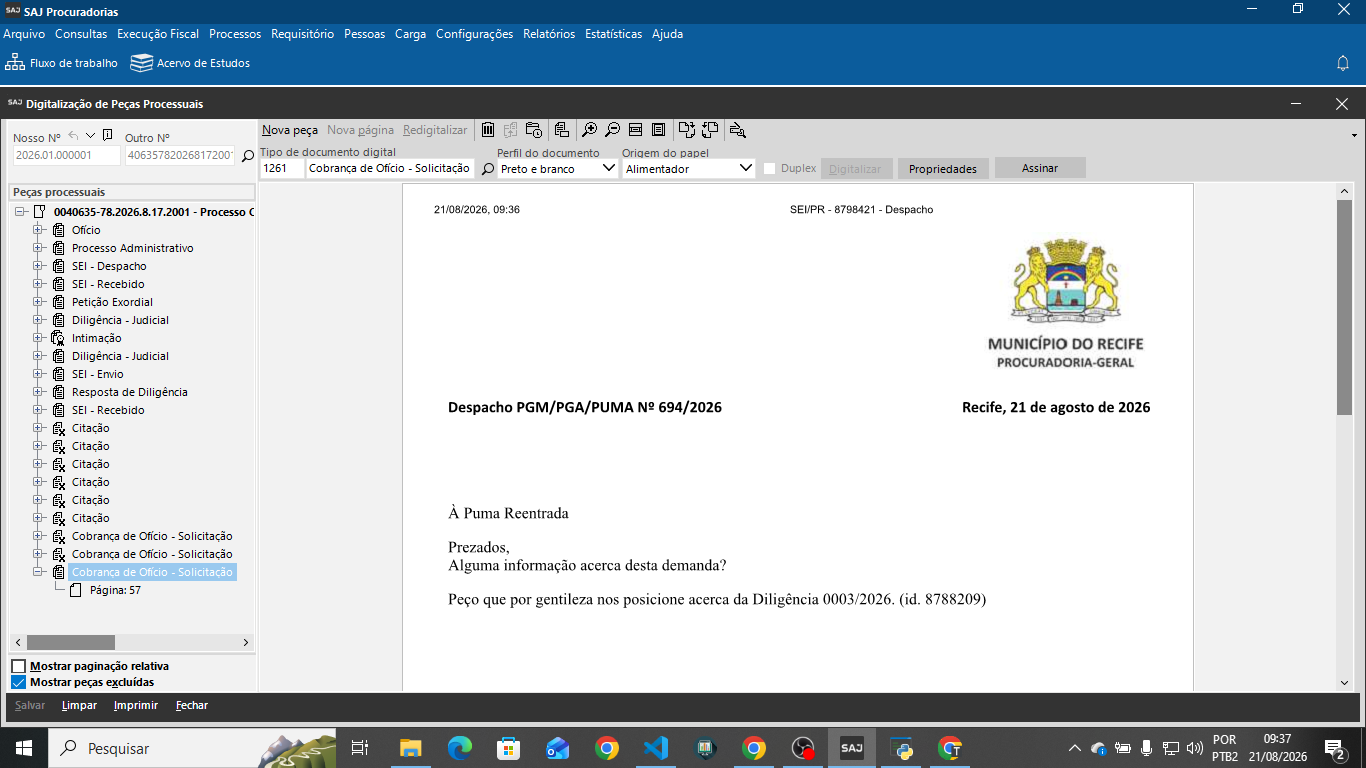 SAJ SAJ Procuradorias
Arquivo Consultas Execução Fiscal Processos Requisitório Pessoas Carga Configurações Relatórios Estatísticas Ajuda
Fluxo de trabalho Acervo de Estudos
SAJ Digitalização de Peças Processuais
Nosso Nº Outro Nº
2026.01.000001 40635782026817200
Nova peça Nova página Redigitalizar
Tipo de documento digital Perfil do documento Origem do papel
1261 Cobrança de Ofício - Solicitação Preto e branco Alimentador Duplex Digitalizar Propriedades Assinar
Peças processuais
0040635-78.2026.8.17.2001 - Processo
Ofício
Processo Administrativo
SEI - Despacho
SEI - Recebido
Petição Exordial
Diligência - Judicial
Intimação
Diligência - Judicial
SEI - Envio
Resposta de Diligência
SEI - Recebido
Citação
Citação
Citação
Citação
Citação
Citação
Cobrança de Ofício - Solicitação
Cobrança de Ofício - Solicitação
Cobrança de Ofício - Solicitação
Página: 57
Mostrar paginação relativa
Mostrar peças excluídas
21/08/2026, 09:36 SEI/PR - 8798421 - Despacho
MUNICÍPIO DO RECIFE
PROCURADORIA-GERAL
Despacho PGM/PGA/PUMA Nº 694/2026 Recife, 21 de agosto de 2026
À Puma Reentrada
Prezados,
Alguma informação acerca desta demanda?
Peço que por gentileza nos posicione acerca da Diligência 0003/2026. (id. 8788209)
Salvar Limpar Imprimir Fechar
Pesquisar
SAJ
POR
PTB2
09:37
21/08/2026
2